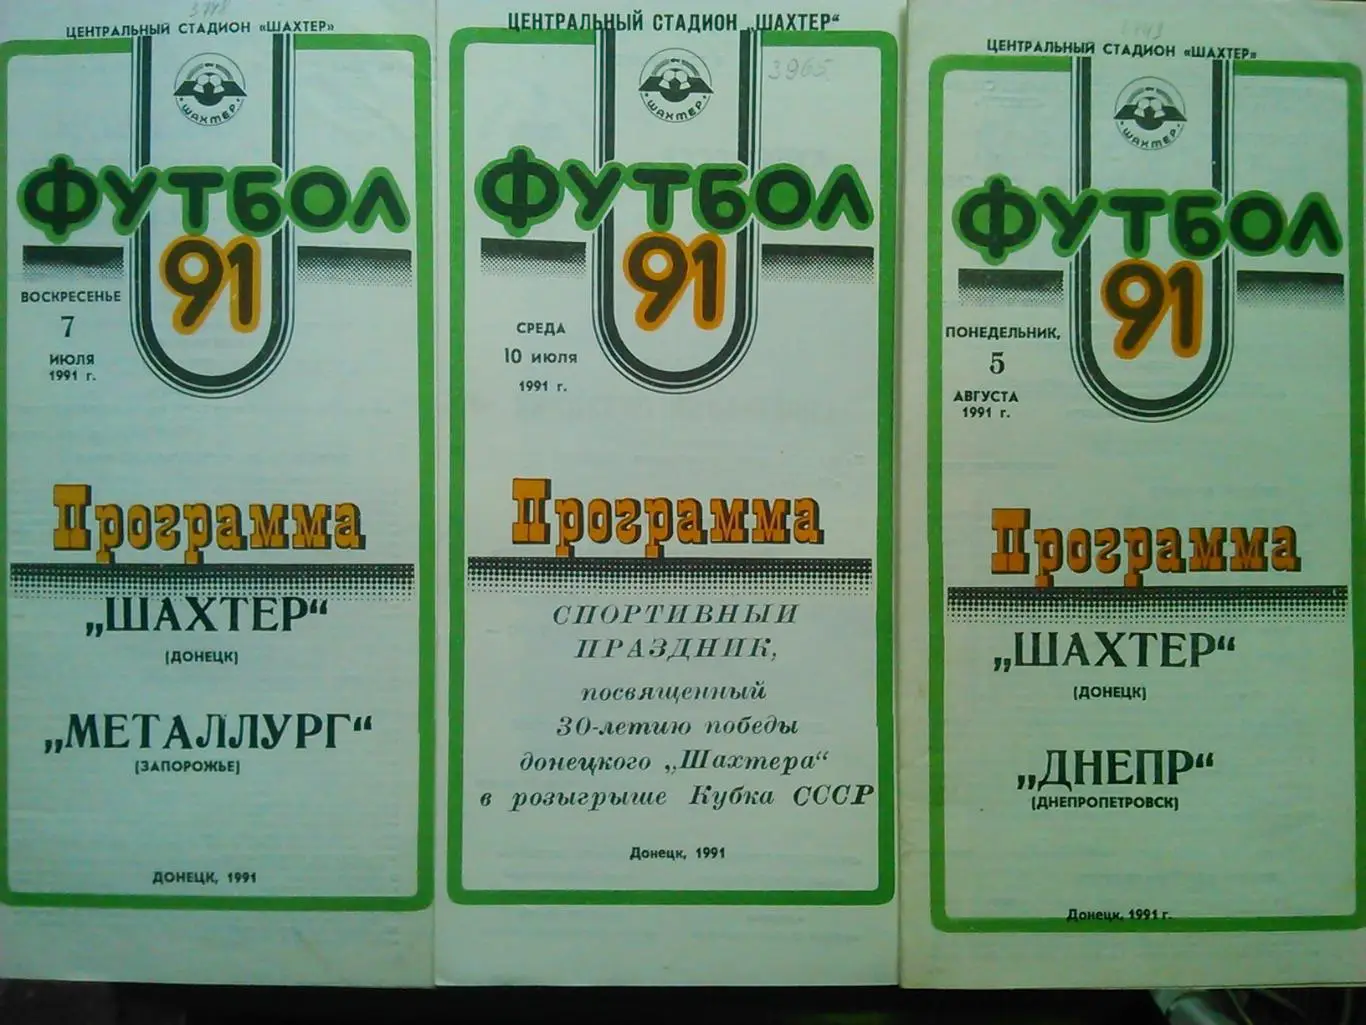 3748
ЦЕНТРАЛЬНЫЙ СТАДИОН «ШАХТЕР»
ШАХТЕР
ФУТБОЛ
91
ВОСКРЕСЕНЬЕ
7
ИЮЛЯ
1991 г.
Программа
„ШАХТЕР“
(ДОНЕЦК)
„МЕТАЛЛУРГ“
(ЗАПОРОЖЬЕ)
ДОНЕЦК, 1991
ЦЕНТРАЛЬНЫЙ СТАДИОН „ШАХТЕР“
3965
ШАХТЕР
ФУТБОЛ
91
СРЕДА
10 ИЮЛЯ
1991 г.
Программа
СПОРТИВНЫЙ
ПРАЗДНИК,
посвященный
30-летию победы
донецкого „Шахтера“
в розыгрыше Кубка СССР
Донецк, 1991
ЦЕНТРАЛЬНЫЙ СТАДИОН «ШАХТЕР»
ШАХТЕР
ФУТБОЛ
91
ПОНЕДЕЛЬНИК,
5
АВГУСТА
1991 г.
Программа
„ШАХТЕР“
(ДОНЕЦК)
„ДНЕПР“
(ДНЕПРОПЕТРОВСК)
Донецк, 1991 г.